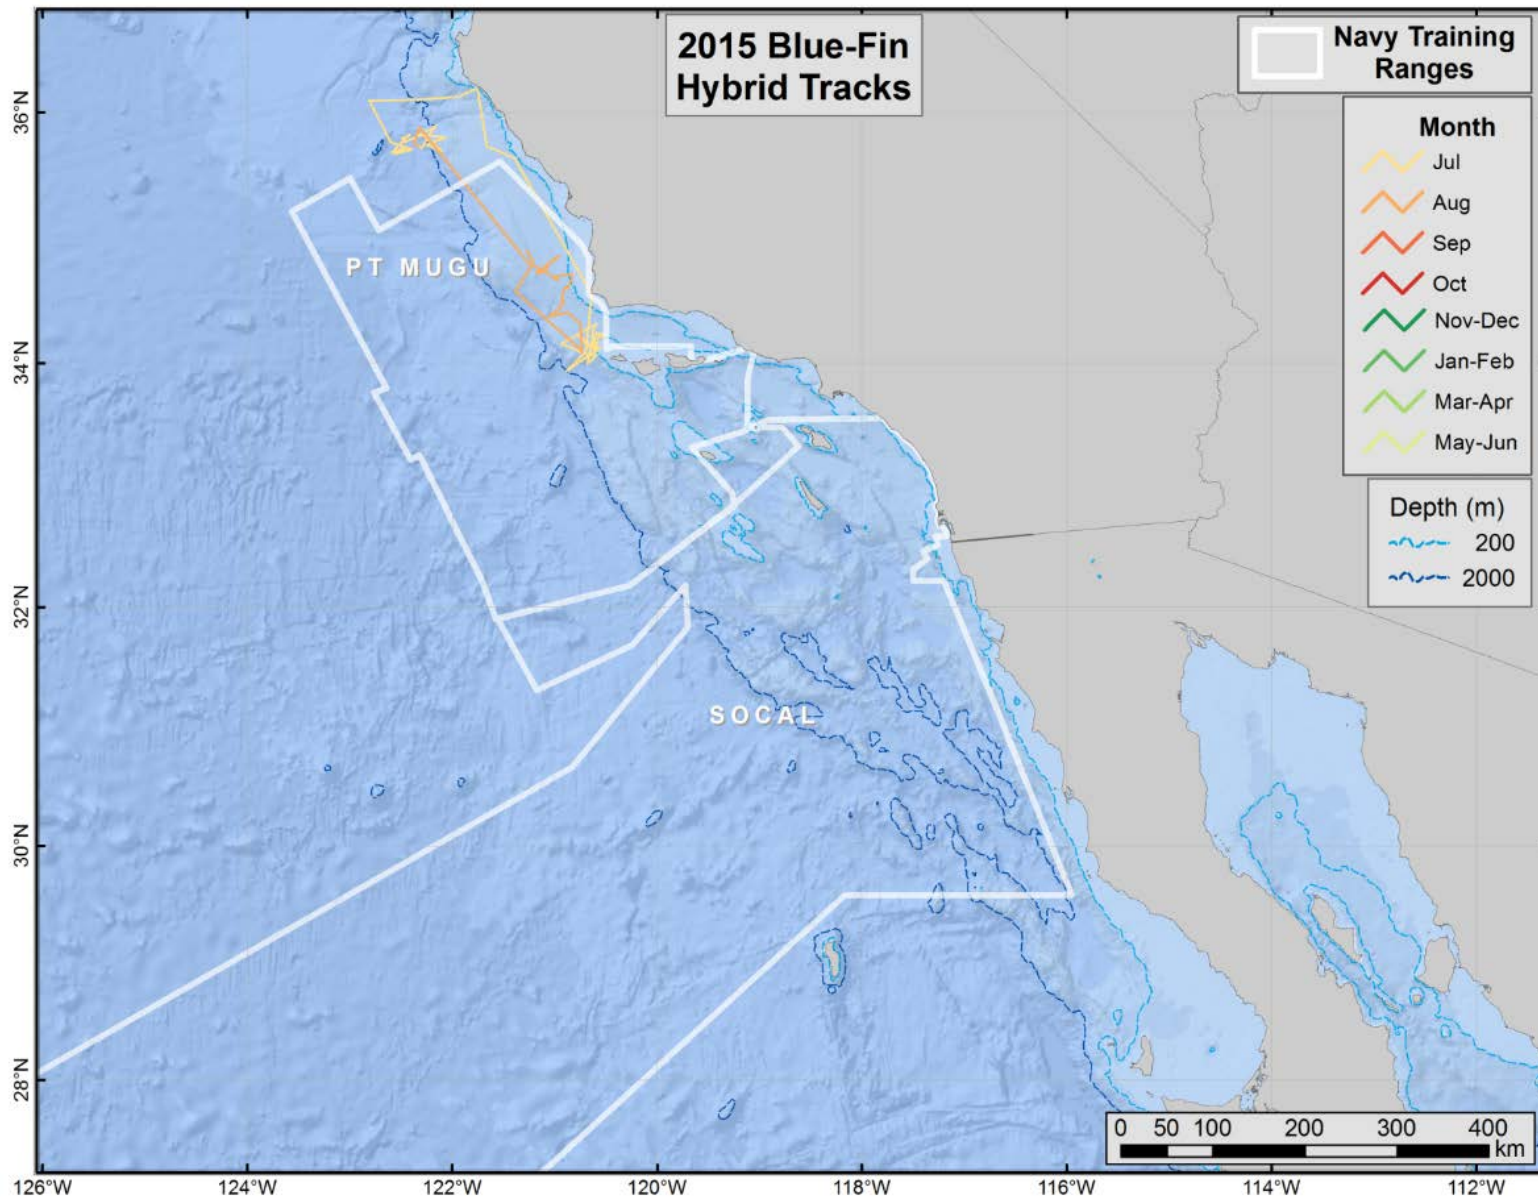 2015 Blue-Fin
Hybrid Tracks
Navy Training
Ranges
Month
Jul
Aug
Sep
Oct
Nov-Dec
Jan-Feb
Mar-Apr
May-Jun
Depth (m)
200
2000
36°N
34°N
32°N
30°N
28°N
PT MUGU
SOCAL
0 50 100 200 300 400
km
126°W 124°W 122°W 120°W 118°W 116°W 114°W 112°W